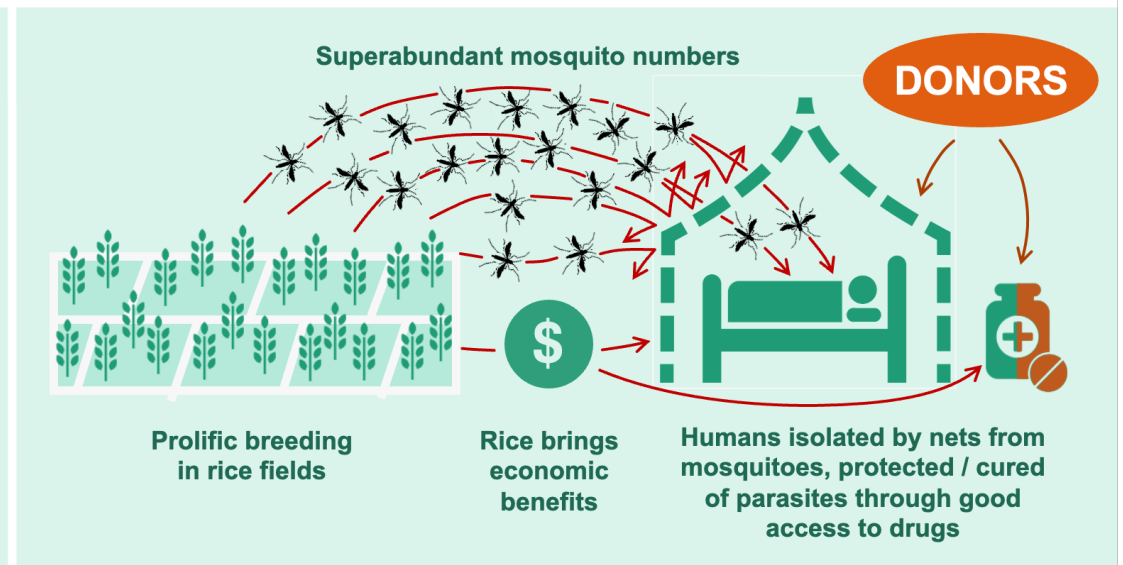 Superabundant mosquito numbers
DONORS
$
Prolific breeding
in rice fields
Rice brings
economic
benefits
Humans isolated by nets from
mosquitoes, protected / cured
of parasites through good
access to drugs